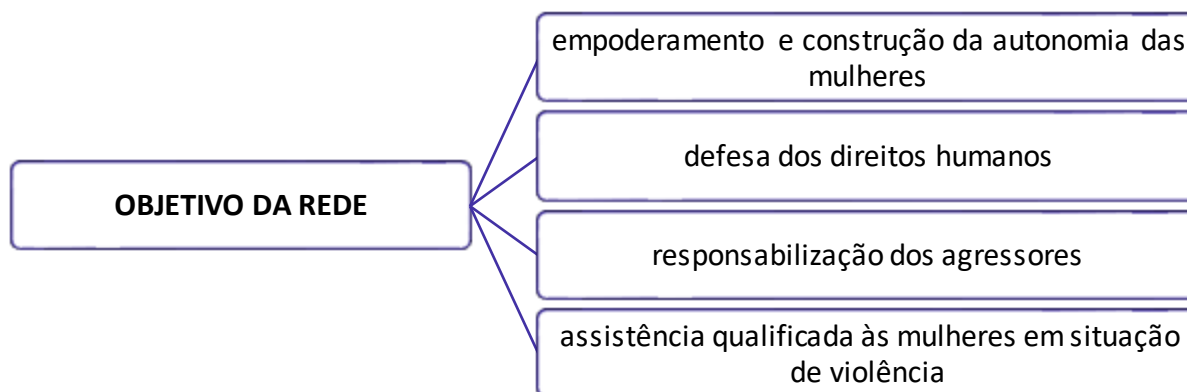 OBJETIVO DA REDE
empoderamento e construção da autonomia das
mulheres
defesa dos direitos humanos
responsabilização dos agressores
assistência qualificada às mulheres em situação
de violência